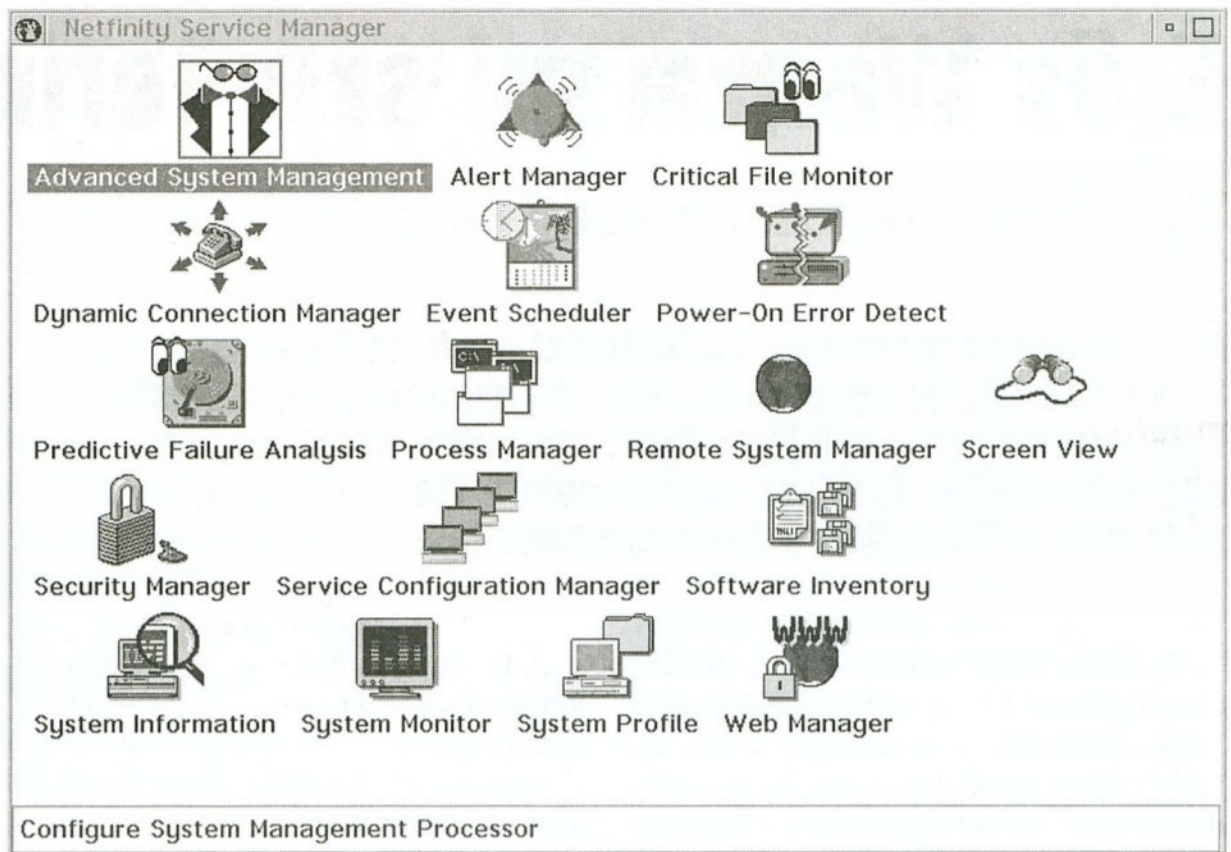 Netfinity Service Manager
Advanced System Management Alert Manager Critical File Monitor
Dynamic Connection Manager Event Scheduler Power-On Error Detect
Predictive Failure Analysis Process Manager Remote System Manager Screen View
Security Manager Service Configuration Manager Software Inventory
WWW
System Information System Monitor System Profile Web Manager
Configure System Management Processor